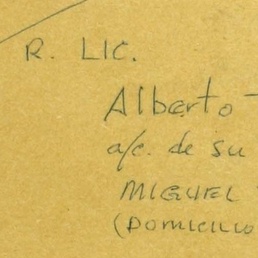 R. LIC.
Alberto
a/c. de su
MIGUEL
(DOMICILIO